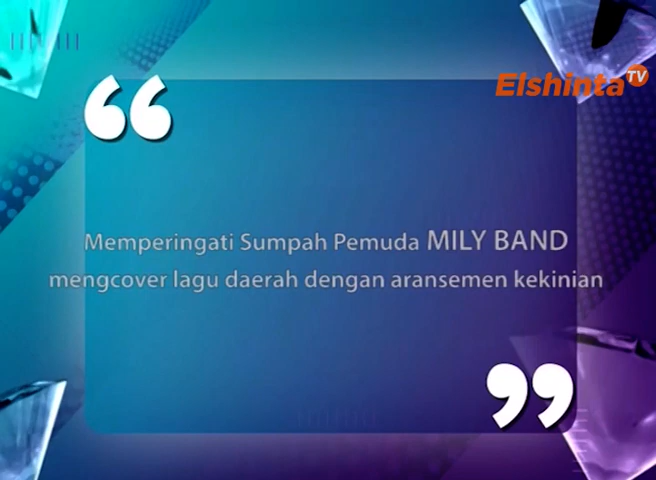 Elshinta TV
Memperingati Sumpah Pemuda MILY BAND
mengcover lagu daerah dengan aransemen kekinian